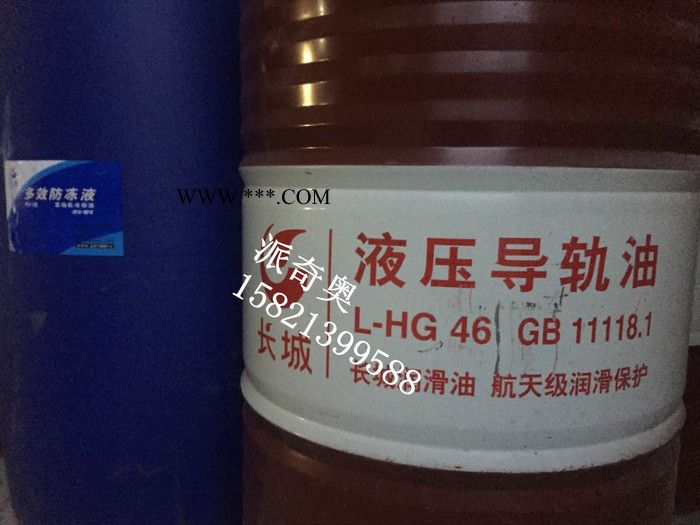 多效防冻液
WWW.***.COM
派奇奥
15821399588
长城
液压导轨油
L-HG 46 GB 11118.1
长城润滑油 航天级润滑保护